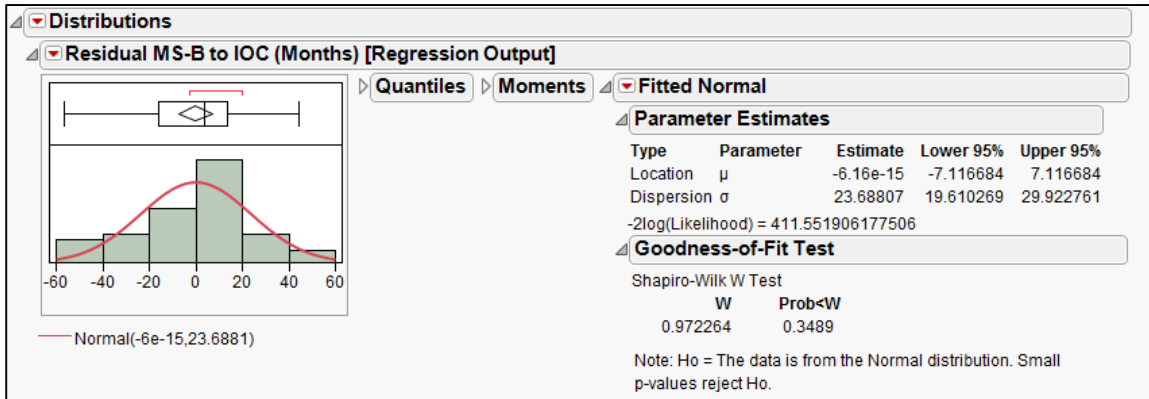 Distributions
Residual MS-B to IOC (Months) [Regression Output]
Quantiles
Moments
Fitted Normal
-60 -40 -20 0 20 40 60
Normal(-6e-15,23.6881)
Parameter Estimates
Type Parameter Estimate Lower 95% Upper 95%
Location μ -6.16e-15 -7.116684 7.116684
Dispersion σ 23.68807 19.610269 29.922761
-2log(Likelihood) = 411.551906177506
Goodness-of-Fit Test
Shapiro-Wilk W Test
W Prob<W
0.972264 0.3489
Note: Ho = The data is from the Normal distribution. Small
p-values reject Ho.